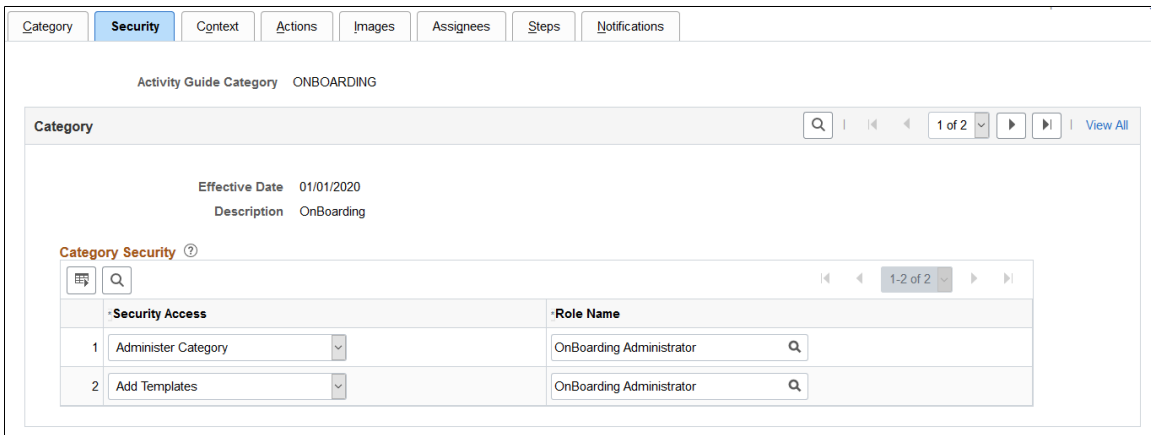 Category Security Context Actions Images Assignees Steps Notifications
Activity Guide Category ONBOARDING
Category 1 of 2 View All
Effective Date 01/01/2020
Description OnBoarding
Category Security ?
1-2 of 2
*Security Access *Role Name
1 Administer Category OnBoarding Administrator
2 Add Templates OnBoarding Administrator